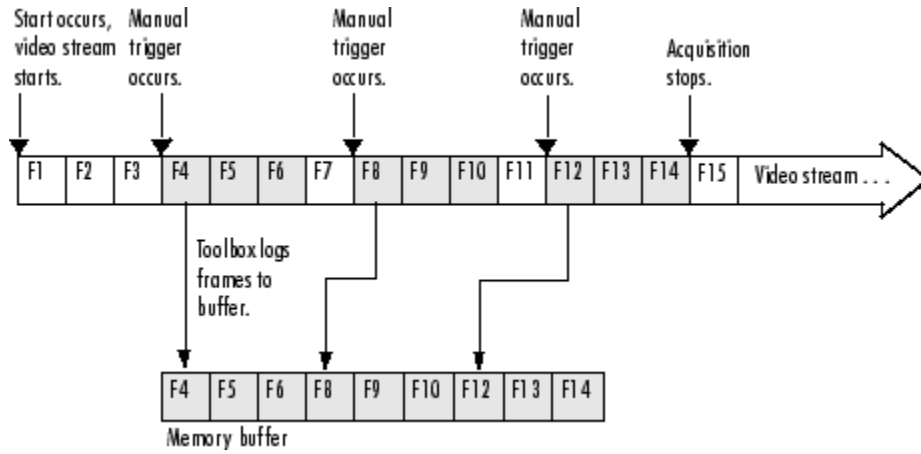 Start occurs,
video stream
starts.
Manual
trigger
occurs.
Manual
trigger
occurs.
Manual
trigger
occurs.
Acquisition
stops.
F1 F2 F3 F4 F5 F6 F7 F8 F9 F10 F11 F12 F13 F14 F15 Video stream . . .
Toolbox logs
frames to
buffer.
F4 F5 F6 F8 F9 F10 F12 F13 F14
Memory buffer